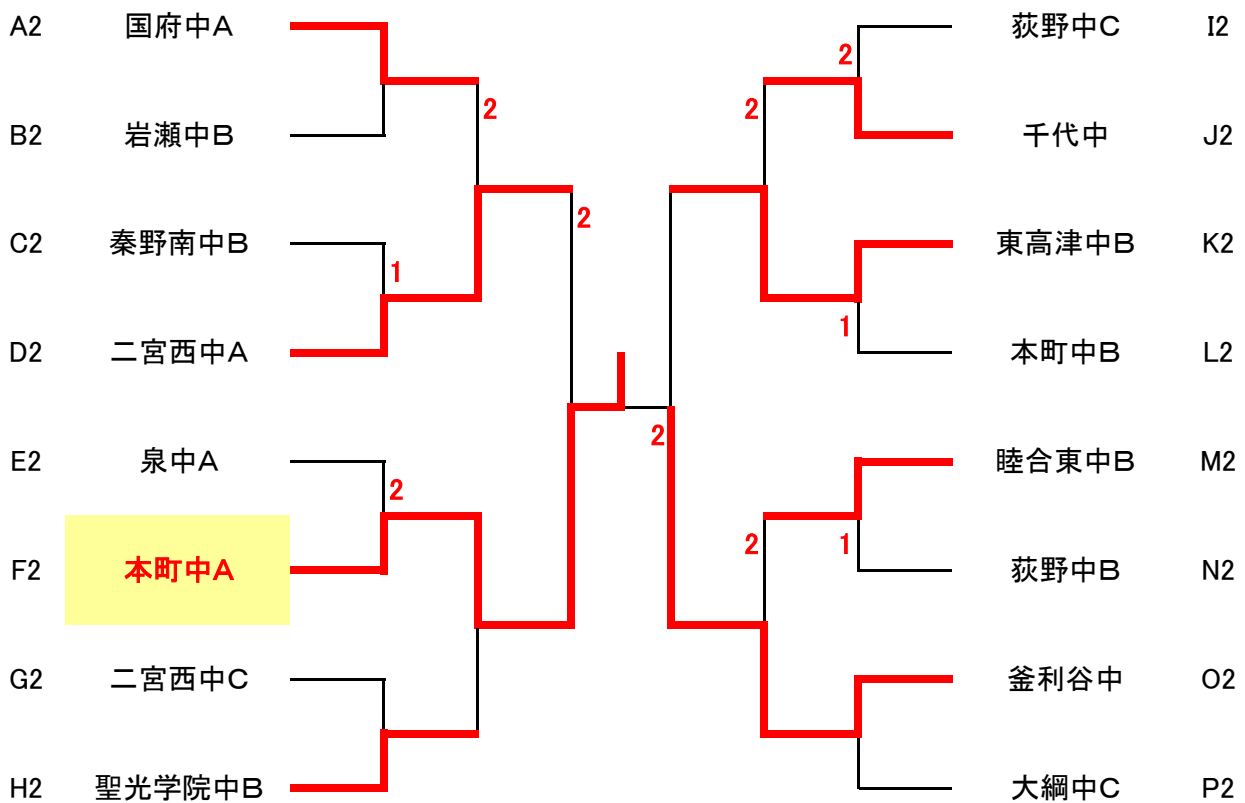 A2 国府中A 荻野中C I2
2
2 2
B2 岩瀬中B 千代中 J2
2
C2 秦野南中B 東高津中B K2
1
1
D2 二宮西中A 本町中B L2
2
E2 泉中A 睦合東中B M2
2
2 1
F2 本町中A 荻野中B N2
G2 二宮西中C 釜利谷中 O2
H2 聖光学院中B 大綱中C P2